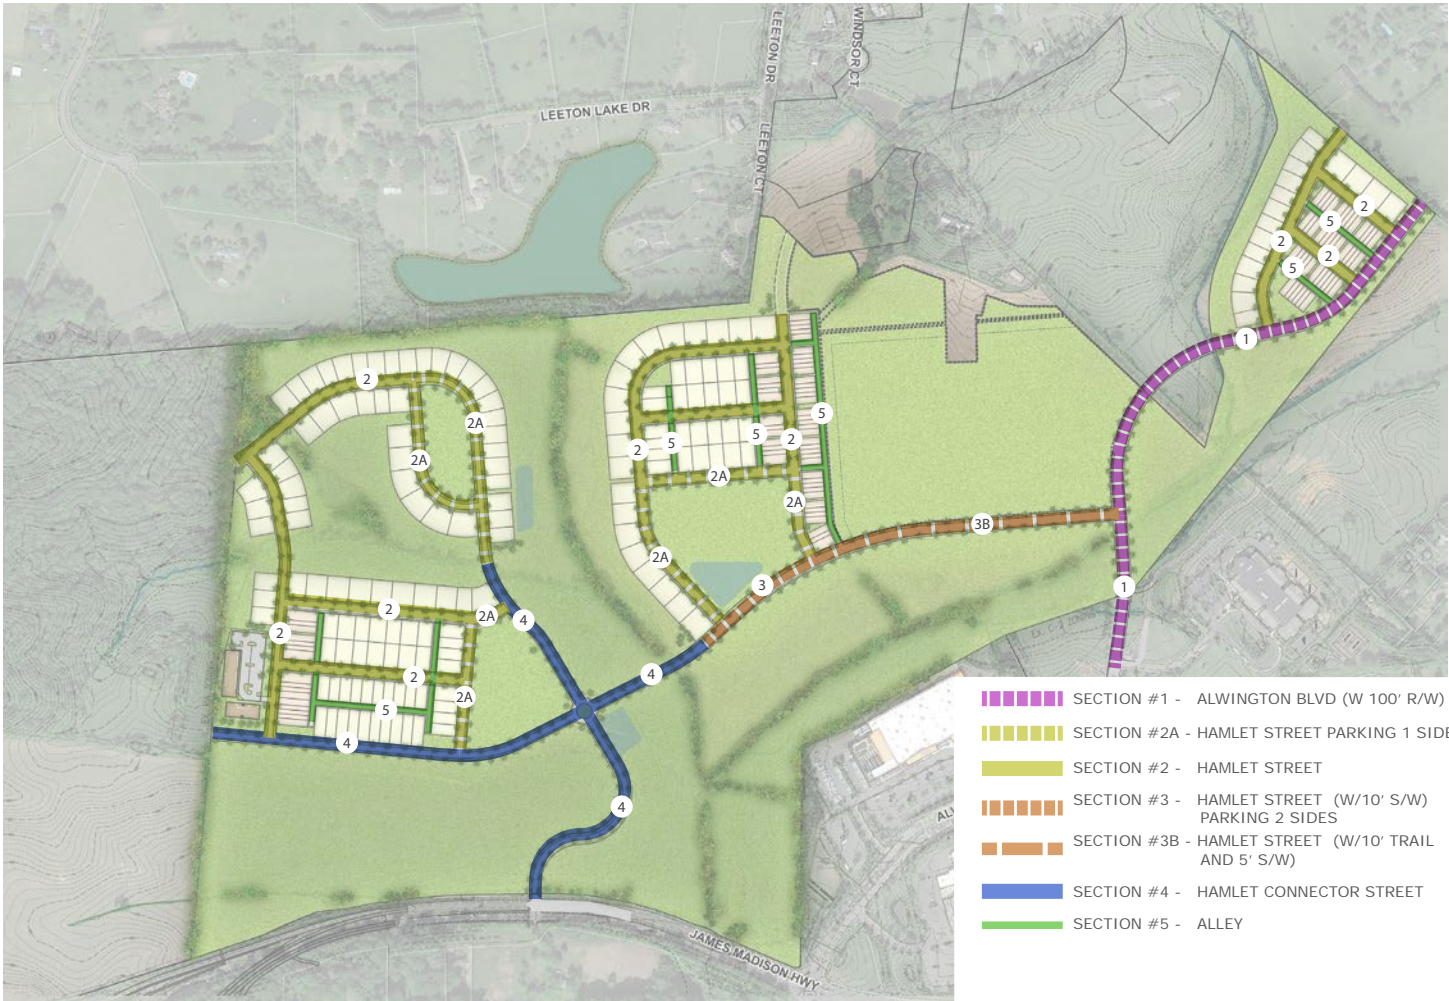 LEETON DR
WINDSOR CT
LEETON LAKE DR
LEETON CT
2
5
2
2
5
1
2
2A
2A
5
2
5
5
2
2A
2A
3B
2A
3
1
2
2A
4
2
4
2
2A
5
4
4
JAMES MADISON HWY
SECTION #1 - ALWINGTON BLVD (W 100' R/W)
SECTION #2A - HAMLET STREET PARKING 1 SIDE
SECTION #2 - HAMLET STREET
SECTION #3 - HAMLET STREET (W/10' S/W)
PARKING 2 SIDES
SECTION #3B - HAMLET STREET (W/10' TRAIL
AND 5' S/W)
SECTION #4 - HAMLET CONNECTOR STREET
SECTION #5 - ALLEY